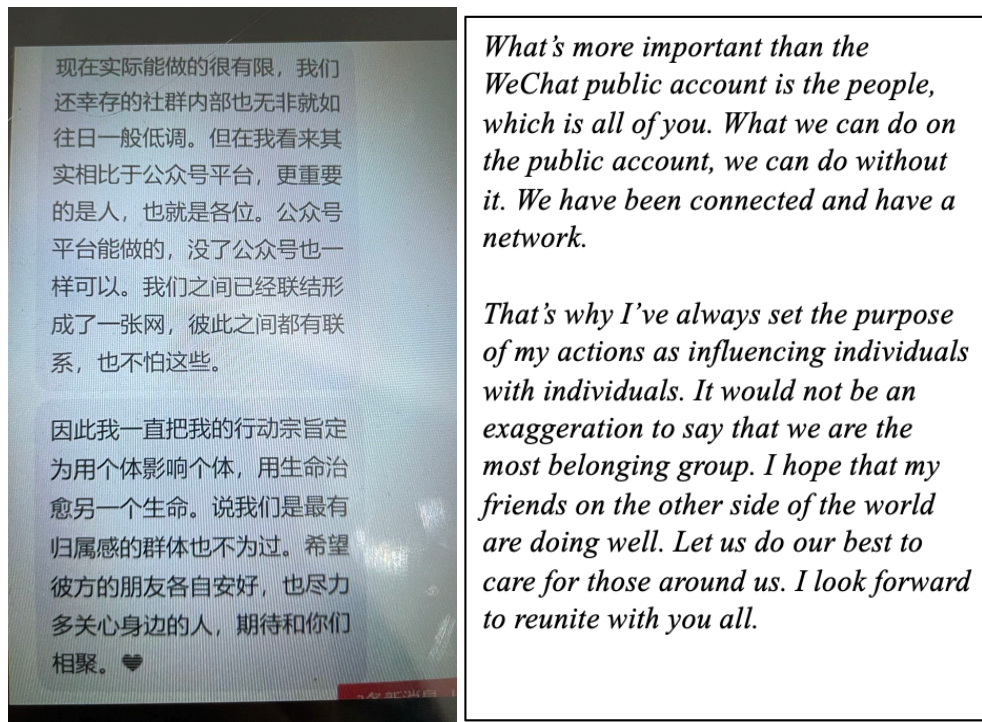 现在实际能做的很有限，我们
还幸存的社群内部也无非就如
往日一般低调。但在我看来其
实相比于公众号平台，更重要
的是人，也就是各位。公众号
平台能做的，没了公众号也一
样可以。我们之间已经联结形
成了一张网，彼此之间都有联
系，也不怕这些。
因此我一直把我的行动宗旨定
为用个体影响个体，用生命治
愈另一个生命。说我们是最有
归属感的群体也不为过。希望
彼方的朋友各自安好，也尽力
多关心身边的人，期待和你们
相聚。♥
What’s more important than the
WeChat public account is the people,
which is all of you. What we can do on
the public account, we can do without
it. We have been connected and have a
network.
That’s why I’ve always set the purpose
of my actions as influencing individuals
with individuals. It would not be an
exaggeration to say that we are the
most belonging group. I hope that my
friends on the other side of the world
are doing well. Let us do our best to
care for those around us. I look forward
to reunite with you all.